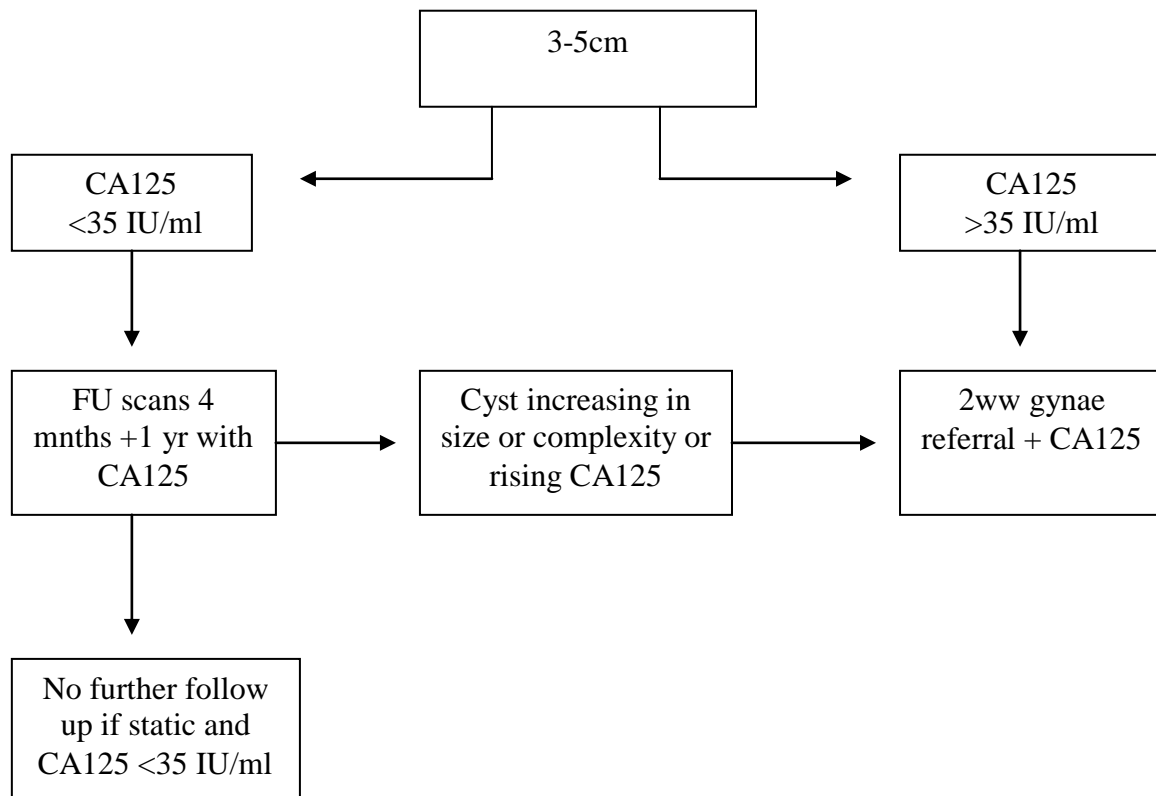 3-5cm
CA125
<35 IU/ml
CA125
>35 IU/ml
FU scans 4
mnths +1 yr with
CA125
Cyst increasing in
size or complexity or
rising CA125
2ww gynae
referral + CA125
No further follow
up if static and
CA125 <35 IU/ml